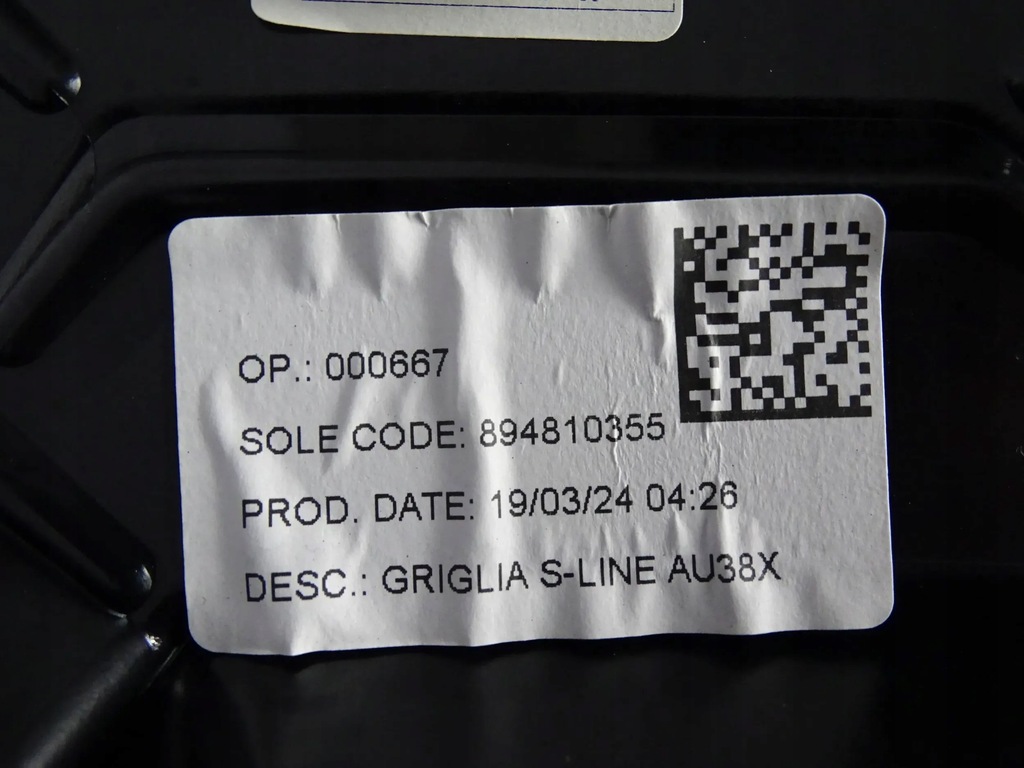 OP.: 000667
SOLE CODE: 894810355
PROD. DATE: 19/03/24 04:26
DESC.: GRIGLIA S-LINE AU38X